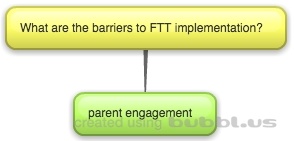 What are the barriers to FTT implementation?
parent engagement
created using bubbl.us